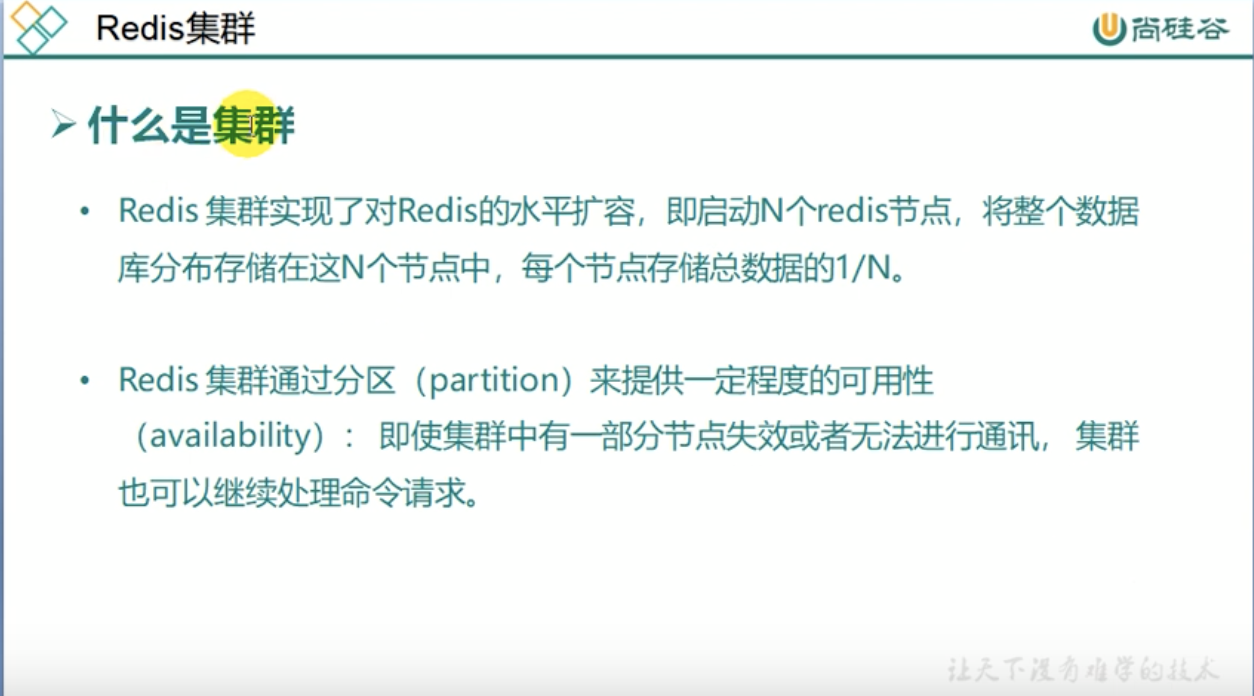 Redis集群
尚硅谷
什么是集群
Redis 集群实现了对Redis的水平扩容，即启动N个redis节点，将整个数据
库分布存储在这N个节点中，每个节点存储总数据的1/N。
Redis 集群通过分区（partition）来提供一定程度的可用性
（availability）： 即使集群中有一部分节点失效或者无法进行通讯， 集群
也可以继续处理命令请求。
让天下没有难学的技术